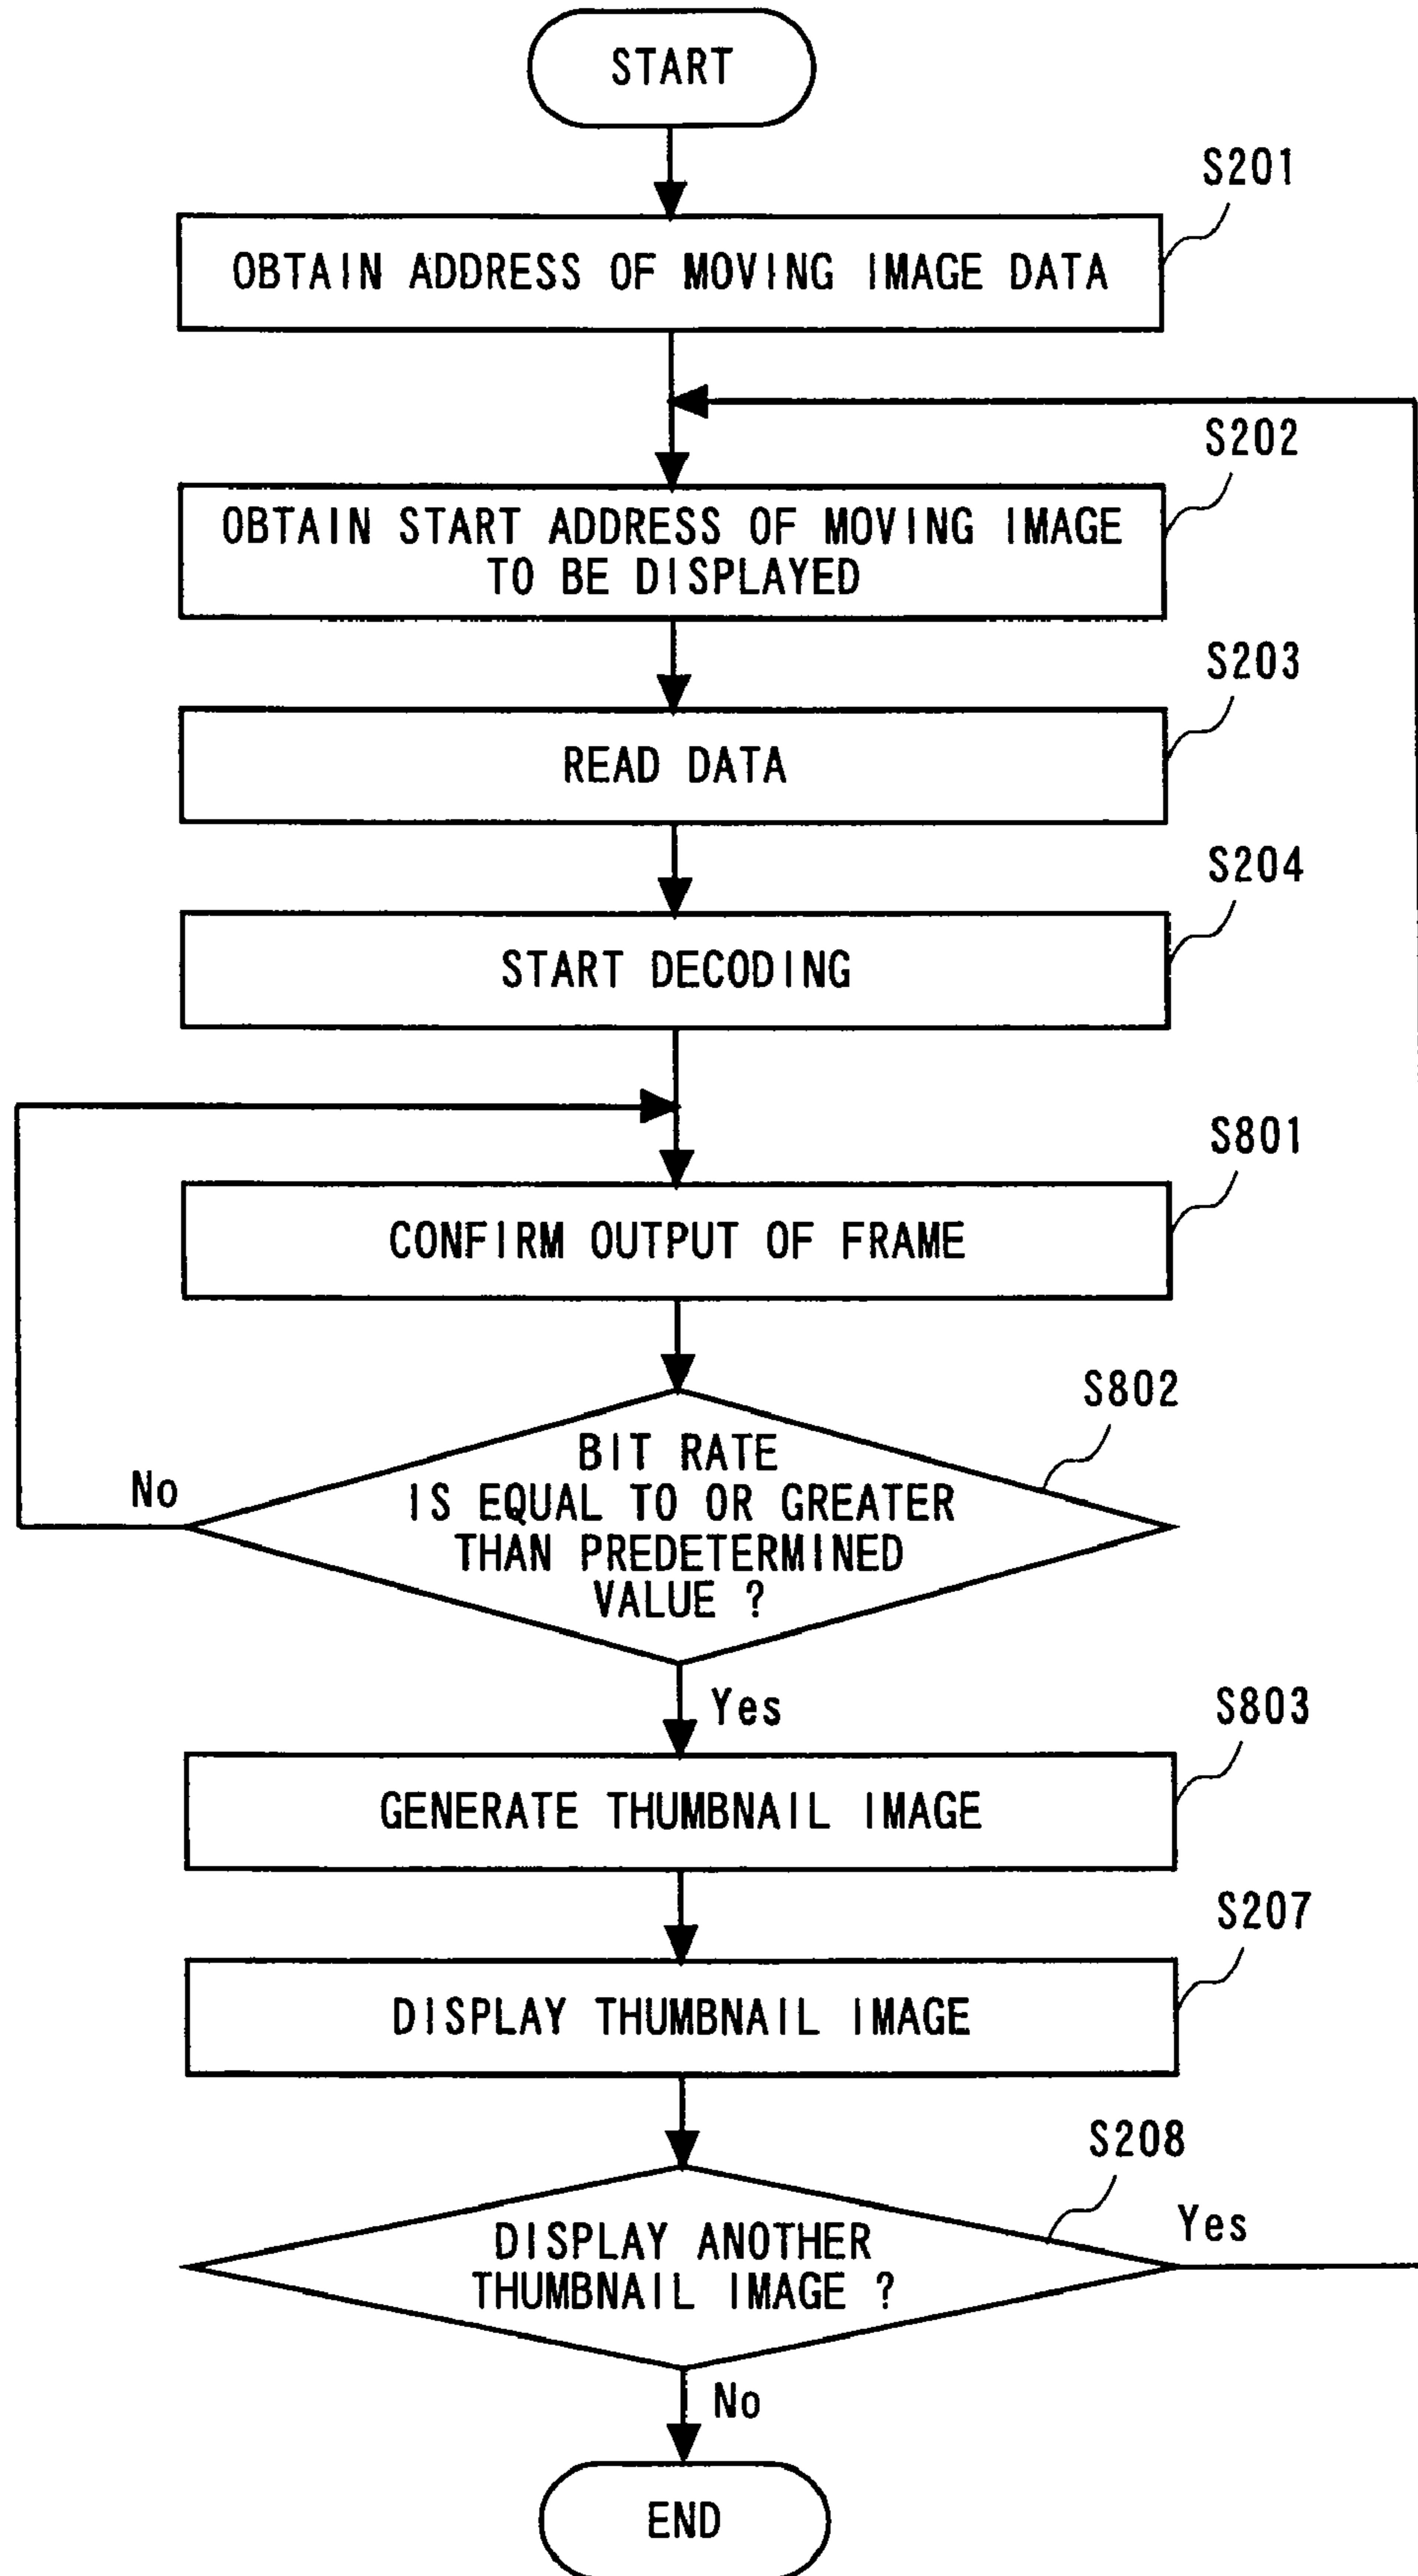 START
S201
OBTAIN ADDRESS OF MOVING IMAGE DATA
S202
OBTAIN START ADDRESS OF MOVING IMAGE
TO BE DISPLAYED
S203
READ DATA
S204
START DECODING
S801
CONFIRM OUTPUT OF FRAME
S802
BIT RATE
IS EQUAL TO OR GREATER
THAN PREDETERMINED
VALUE ?
No
Yes
S803
GENERATE THUMBNAIL IMAGE
S207
DISPLAY THUMBNAIL IMAGE
S208
DISPLAY ANOTHER
THUMBNAIL IMAGE ?
Yes
No
END